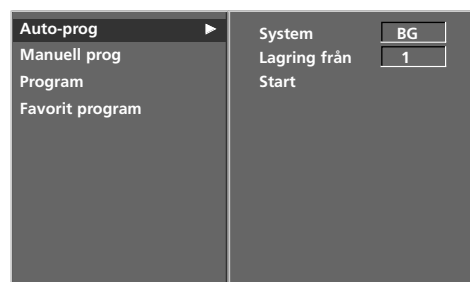 Auto-prog ►
Manuell prog
Program
Favorit program
System BG
Lagring från 1
Start